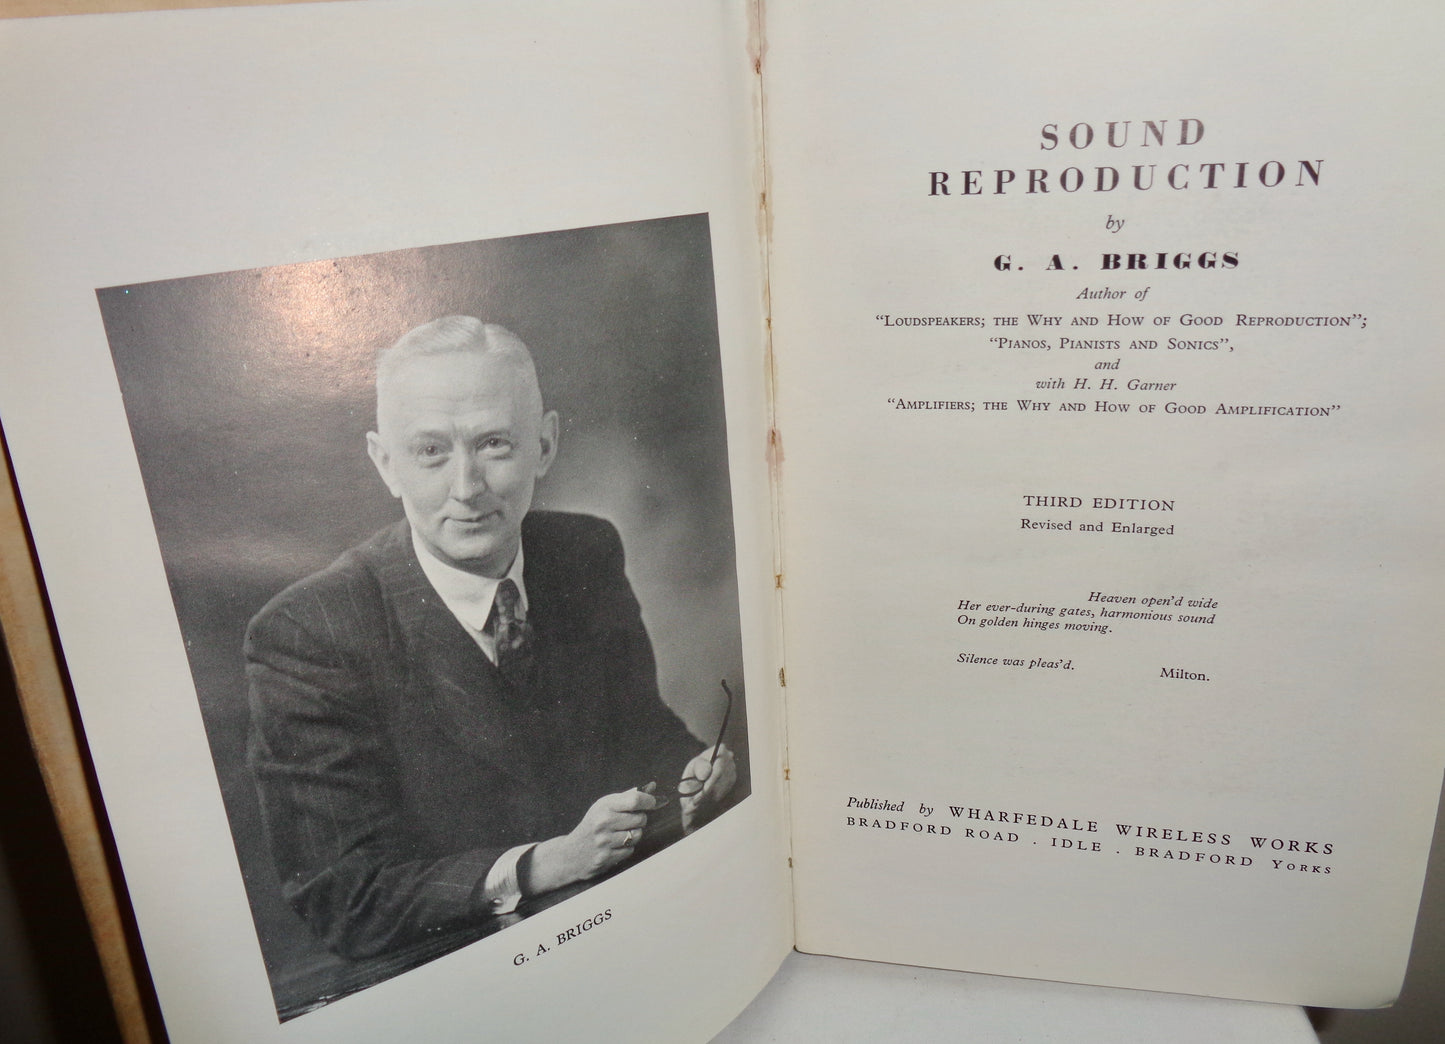 G. A. BRIGGS
SOUND
REPRODUCTION
by
G. A. BRIGGS
Author of
“LOUDSPEAKERS; THE WHY AND HOW OF GOOD REPRODUCTION”;
“PIANOS, PIANISTS AND SONICS”,
and
with H. H. Garner
“AMPLIFIERS; THE WHY AND HOW OF GOOD AMPLIFICATION”
THIRD EDITION
Revised and Enlarged
Heaven open’d wide
Her ever-during gates, harmonious sound
On golden hinges moving.
Silence was pleas’d. Milton.
Published by WHARFEDALE WIRELESS WORKS
BRADFORD ROAD . IDLE . BRADFORD YORKS